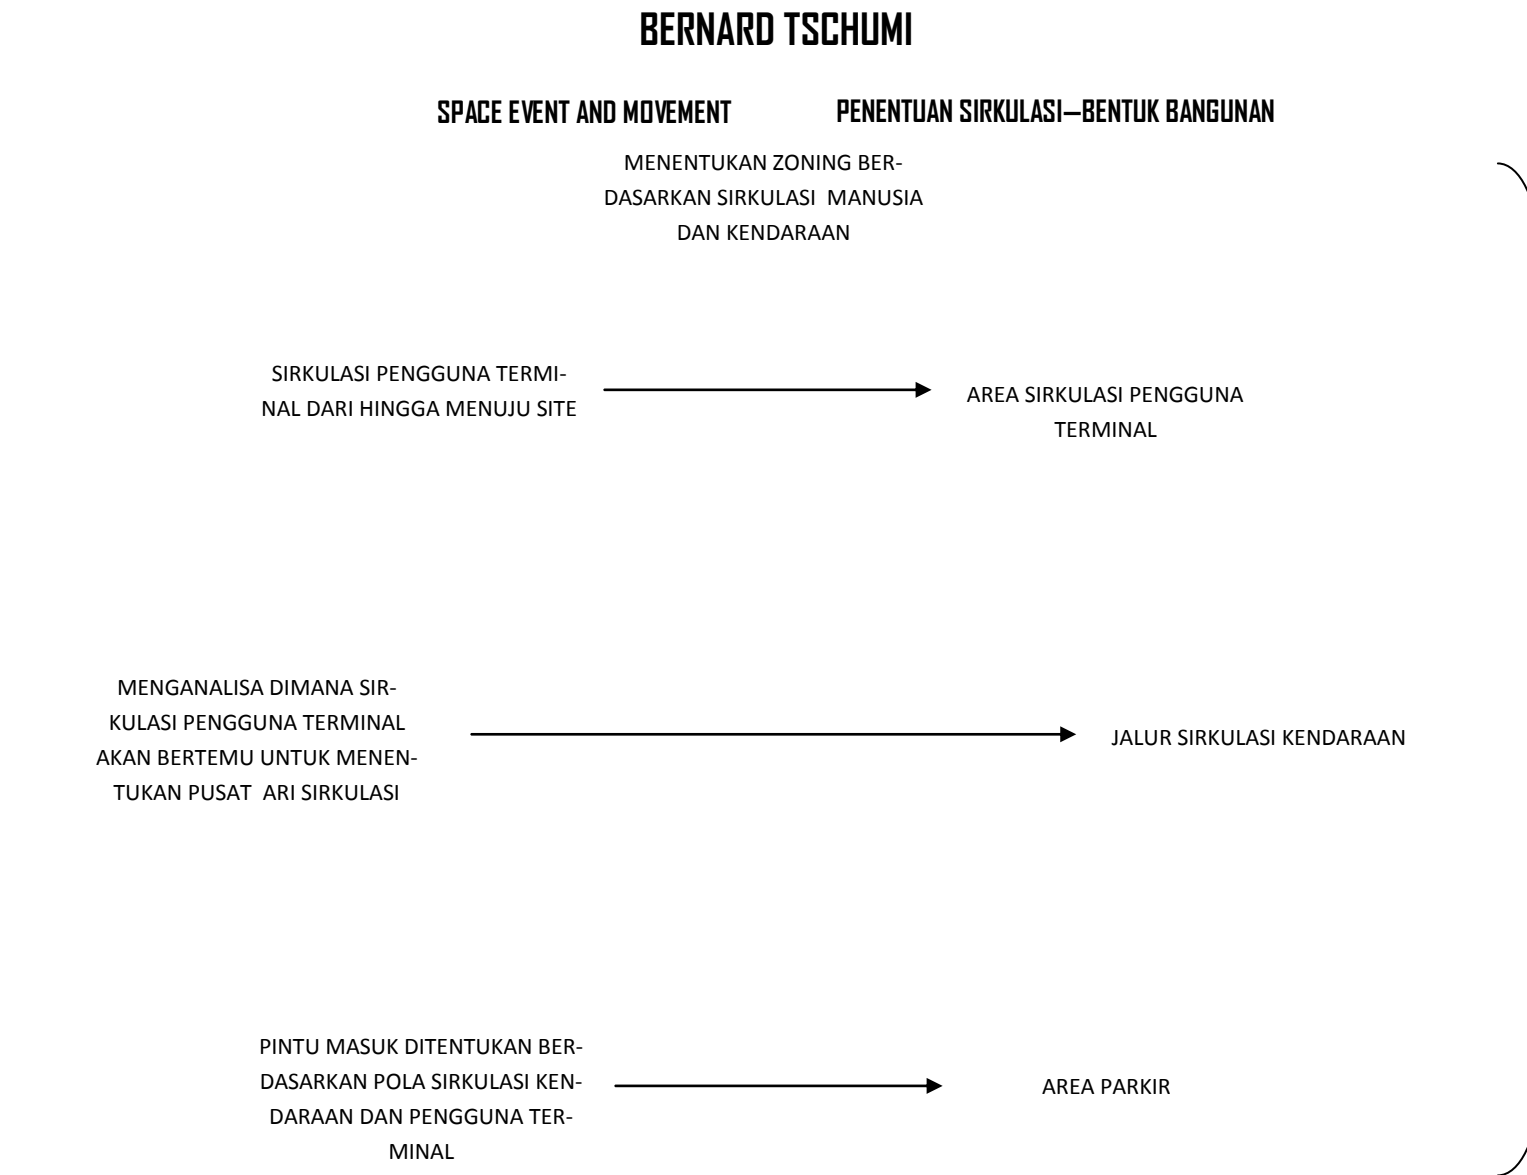 BERNARD TSCHUMI
SPACE EVENT AND MOVEMENT
PENENTUAN SIRKULASI—BENTUK BANGUNAN
MENENTUKAN ZONING BER-
DASARKAN SIRKULASI  MANUSIA
DAN KENDARAAN
SIRKULASI PENGGUNA TERMI-
NAL DARI HINGGA MENUJU SITE
AREA SIRKULASI PENGGUNA
TERMINAL
MENGANALISA DIMANA SIR-
KULASI PENGGUNA TERMINAL
AKAN BERTEMU UNTUK MENEN-
TUKAN PUSAT  ARI SIRKULASI
JALUR SIRKULASI KENDARAAN
PINTU MASUK DITENTUKAN BER-
DASARKAN POLA SIRKULASI KEN-
DARAAN DAN PENGGUNA TER-
MINAL
AREA PARKIR